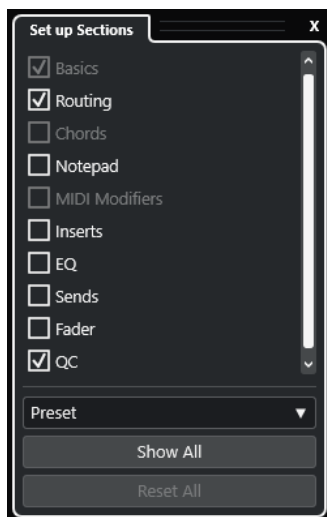 Set up Sections
X
Basics
Routing
Chords
Notepad
MIDI Modifiers
Inserts
EQ
Sends
Fader
QC
Preset
Show All
Reset All